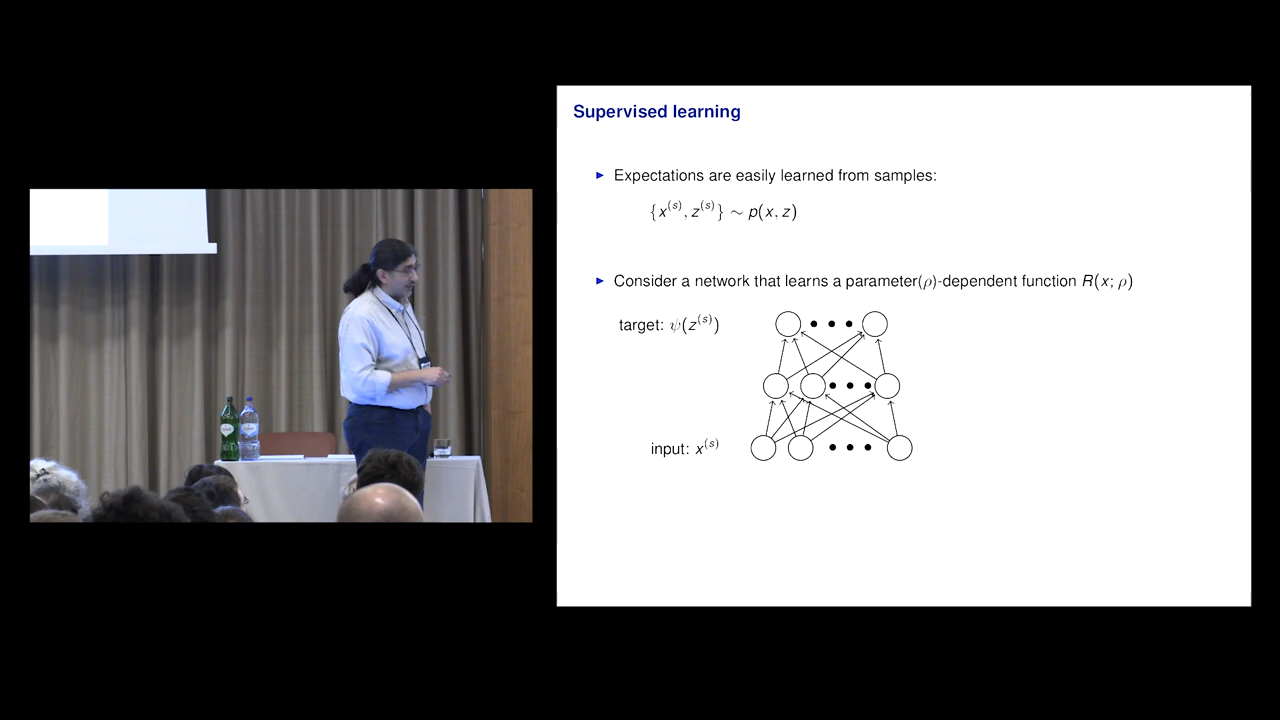 Supervised learning
▶ Expectations are easily learned from samples:
{x^(s), z^(s)} ∼ p(x, z)
▶ Consider a network that learns a parameter(ρ)-dependent function R(x; ρ)
target: ψ(z^(s))
input: x^(s)